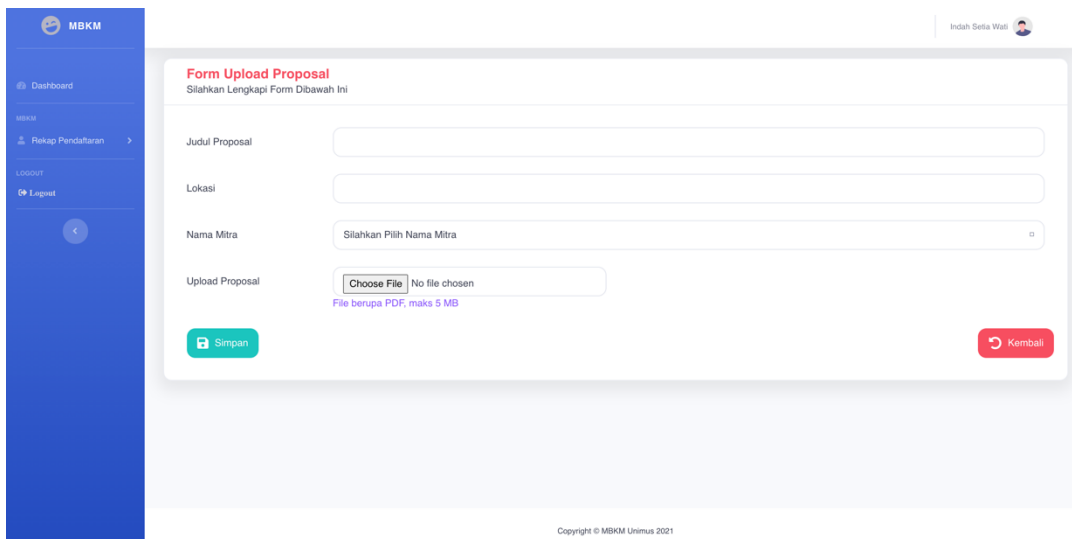 MBKM
Indah Setia Wati
Dashboard
MBKM
Rekap Pendaftaran
LOGOUT
Logout
Form Upload Proposal
Silahkan Lengkapi Form Dibawah Ini
Judul Proposal
Lokasi
Nama Mitra
Silahkan Pilih Nama Mitra
Upload Proposal
Choose File No file chosen
File berupa PDF, maks 5 MB
Simpan
Kembali
Copyright © MBKM Unimus 2021